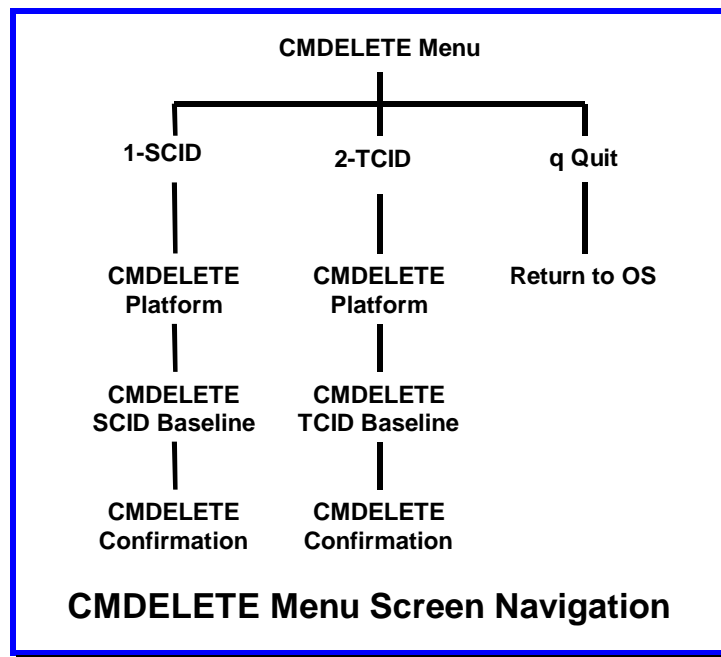 CMDELETE Menu
1-SCID
2-TCID
q Quit
CMDELETE
Platform
CMDELETE
Platform
Return to OS
CMDELETE
SCID Baseline
CMDELETE
TCID Baseline
CMDELETE
Confirmation
CMDELETE
Confirmation
CMDELETE Menu Screen Navigation